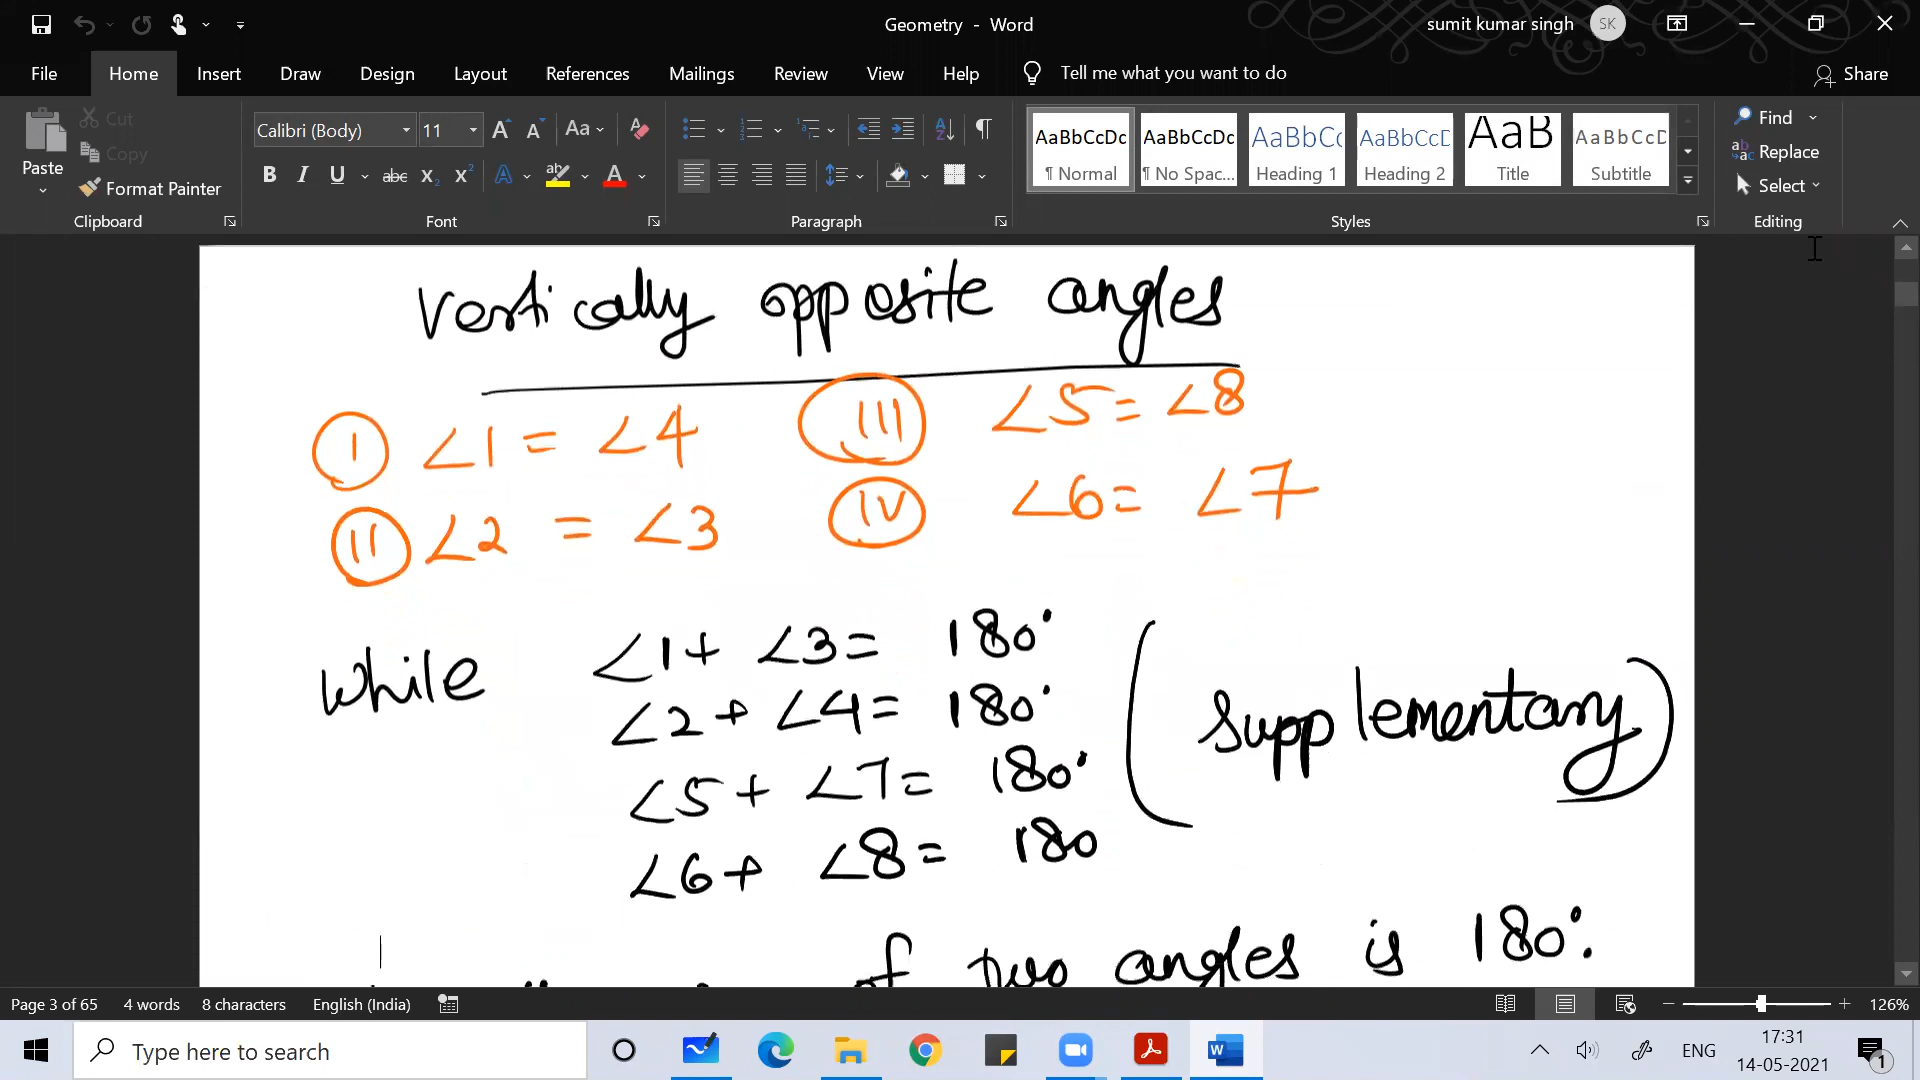 Geometry - Word
sumit kumar singh SK
File Home Insert Draw Design Layout References Mailings Review View Help Tell me what you want to do Share
Paste
Cut
Copy
Format Painter
Clipboard
Calibri (Body) 11
Font
Paragraph
AaBbCcDc ¶ Normal
AaBbCcDc ¶ No Spac...
AaBbCc Heading 1
AaBbCcD Heading 2
AaB Title
AaBbCcD Subtitle
Styles
Find
Replace
Select
Editing
Vertically opposite angles
I ∠1 = ∠4
III ∠5 = ∠8
II ∠2 = ∠3
IV ∠6 = ∠7
while ∠1 + ∠3 = 180°
∠2 + ∠4 = 180°
∠5 + ∠7 = 180°
∠6 + ∠8 = 180
(Supplementary)
of two angles is 180°.
Page 3 of 65 4 words 8 characters English (India) 126%
Type here to search
ENG
17:31
14-05-2021
1